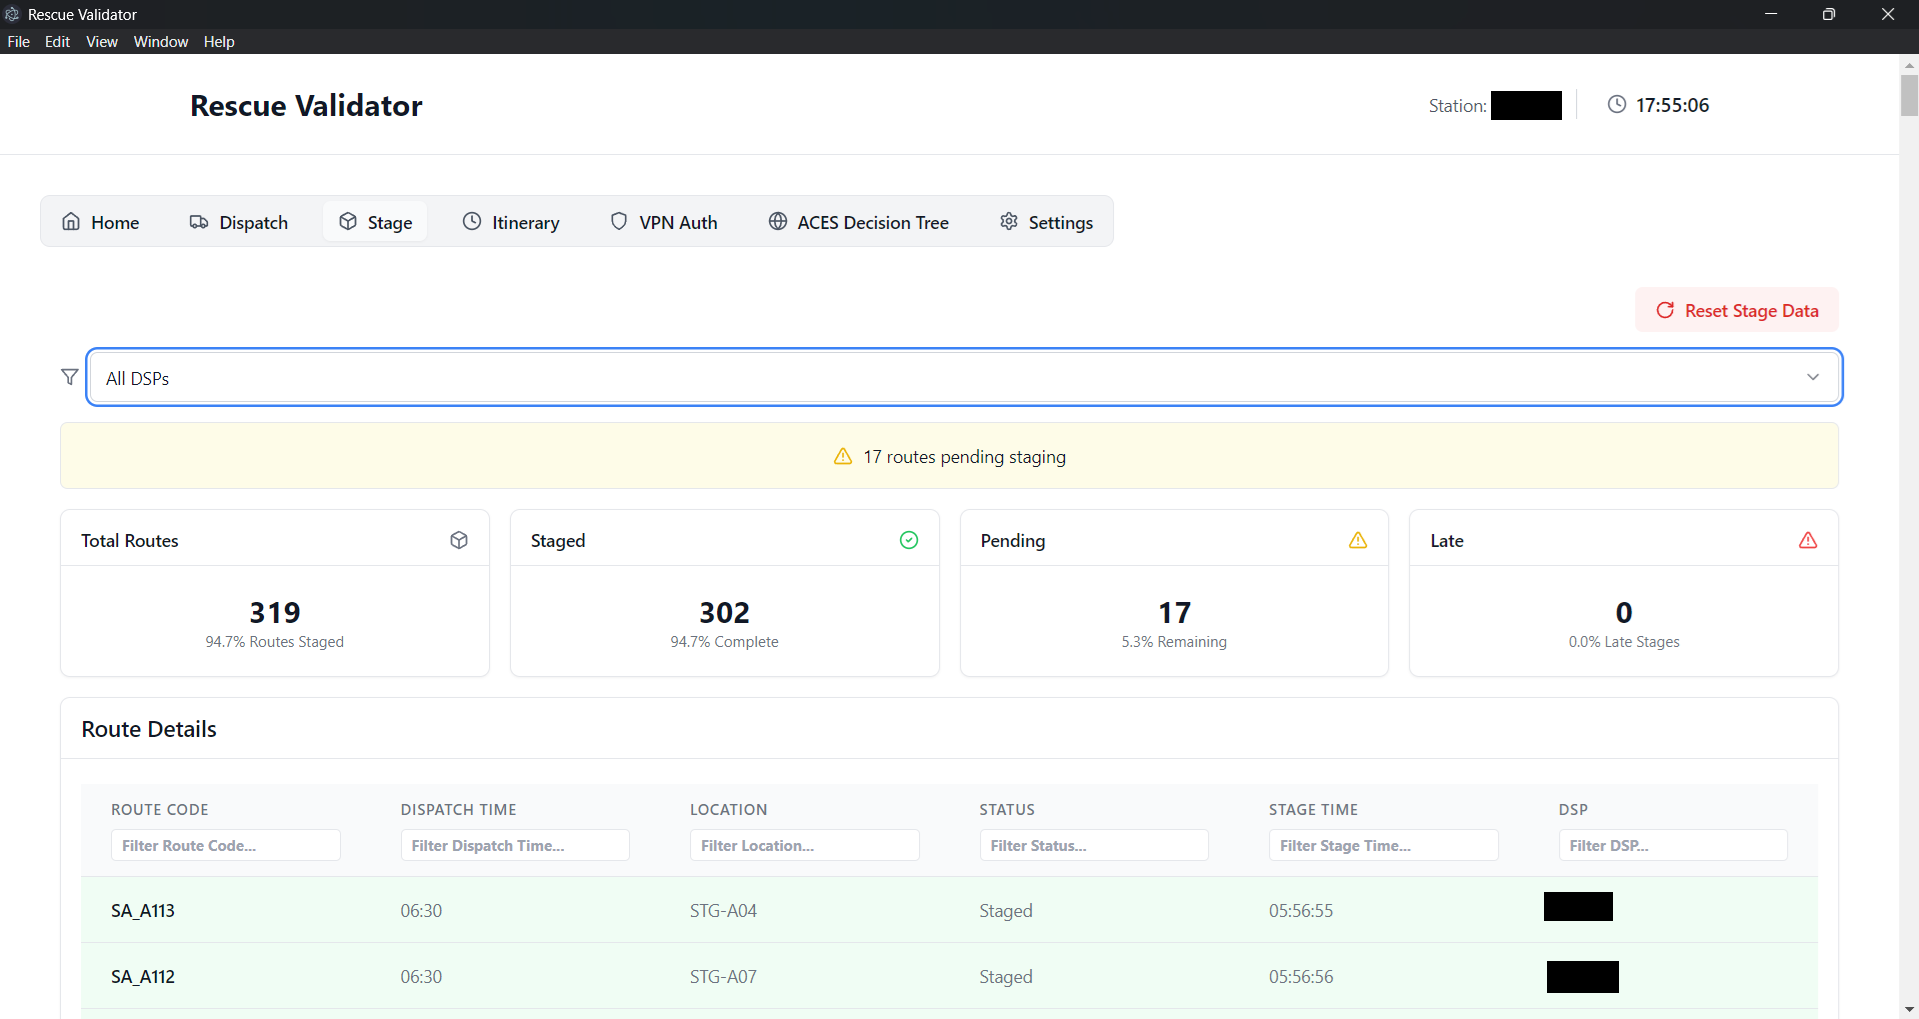 Rescue Validator
File Edit View Window Help
Rescue Validator
Station:
17:55:06
Home Dispatch Stage Itinerary VPN Auth ACES Decision Tree Settings
Reset Stage Data
All DSPs
17 routes pending staging
Total Routes
319
94.7% Routes Staged
Staged
302
94.7% Complete
Pending
17
5.3% Remaining
Late
0
0.0% Late Stages
Route Details
ROUTE CODE DISPATCH TIME LOCATION STATUS STAGE TIME DSP
Filter Route Code... Filter Dispatch Time... Filter Location... Filter Status... Filter Stage Time... Filter DSP...
SA_A113 06:30 STG-A04 Staged 05:56:55
SA_A112 06:30 STG-A07 Staged 05:56:56